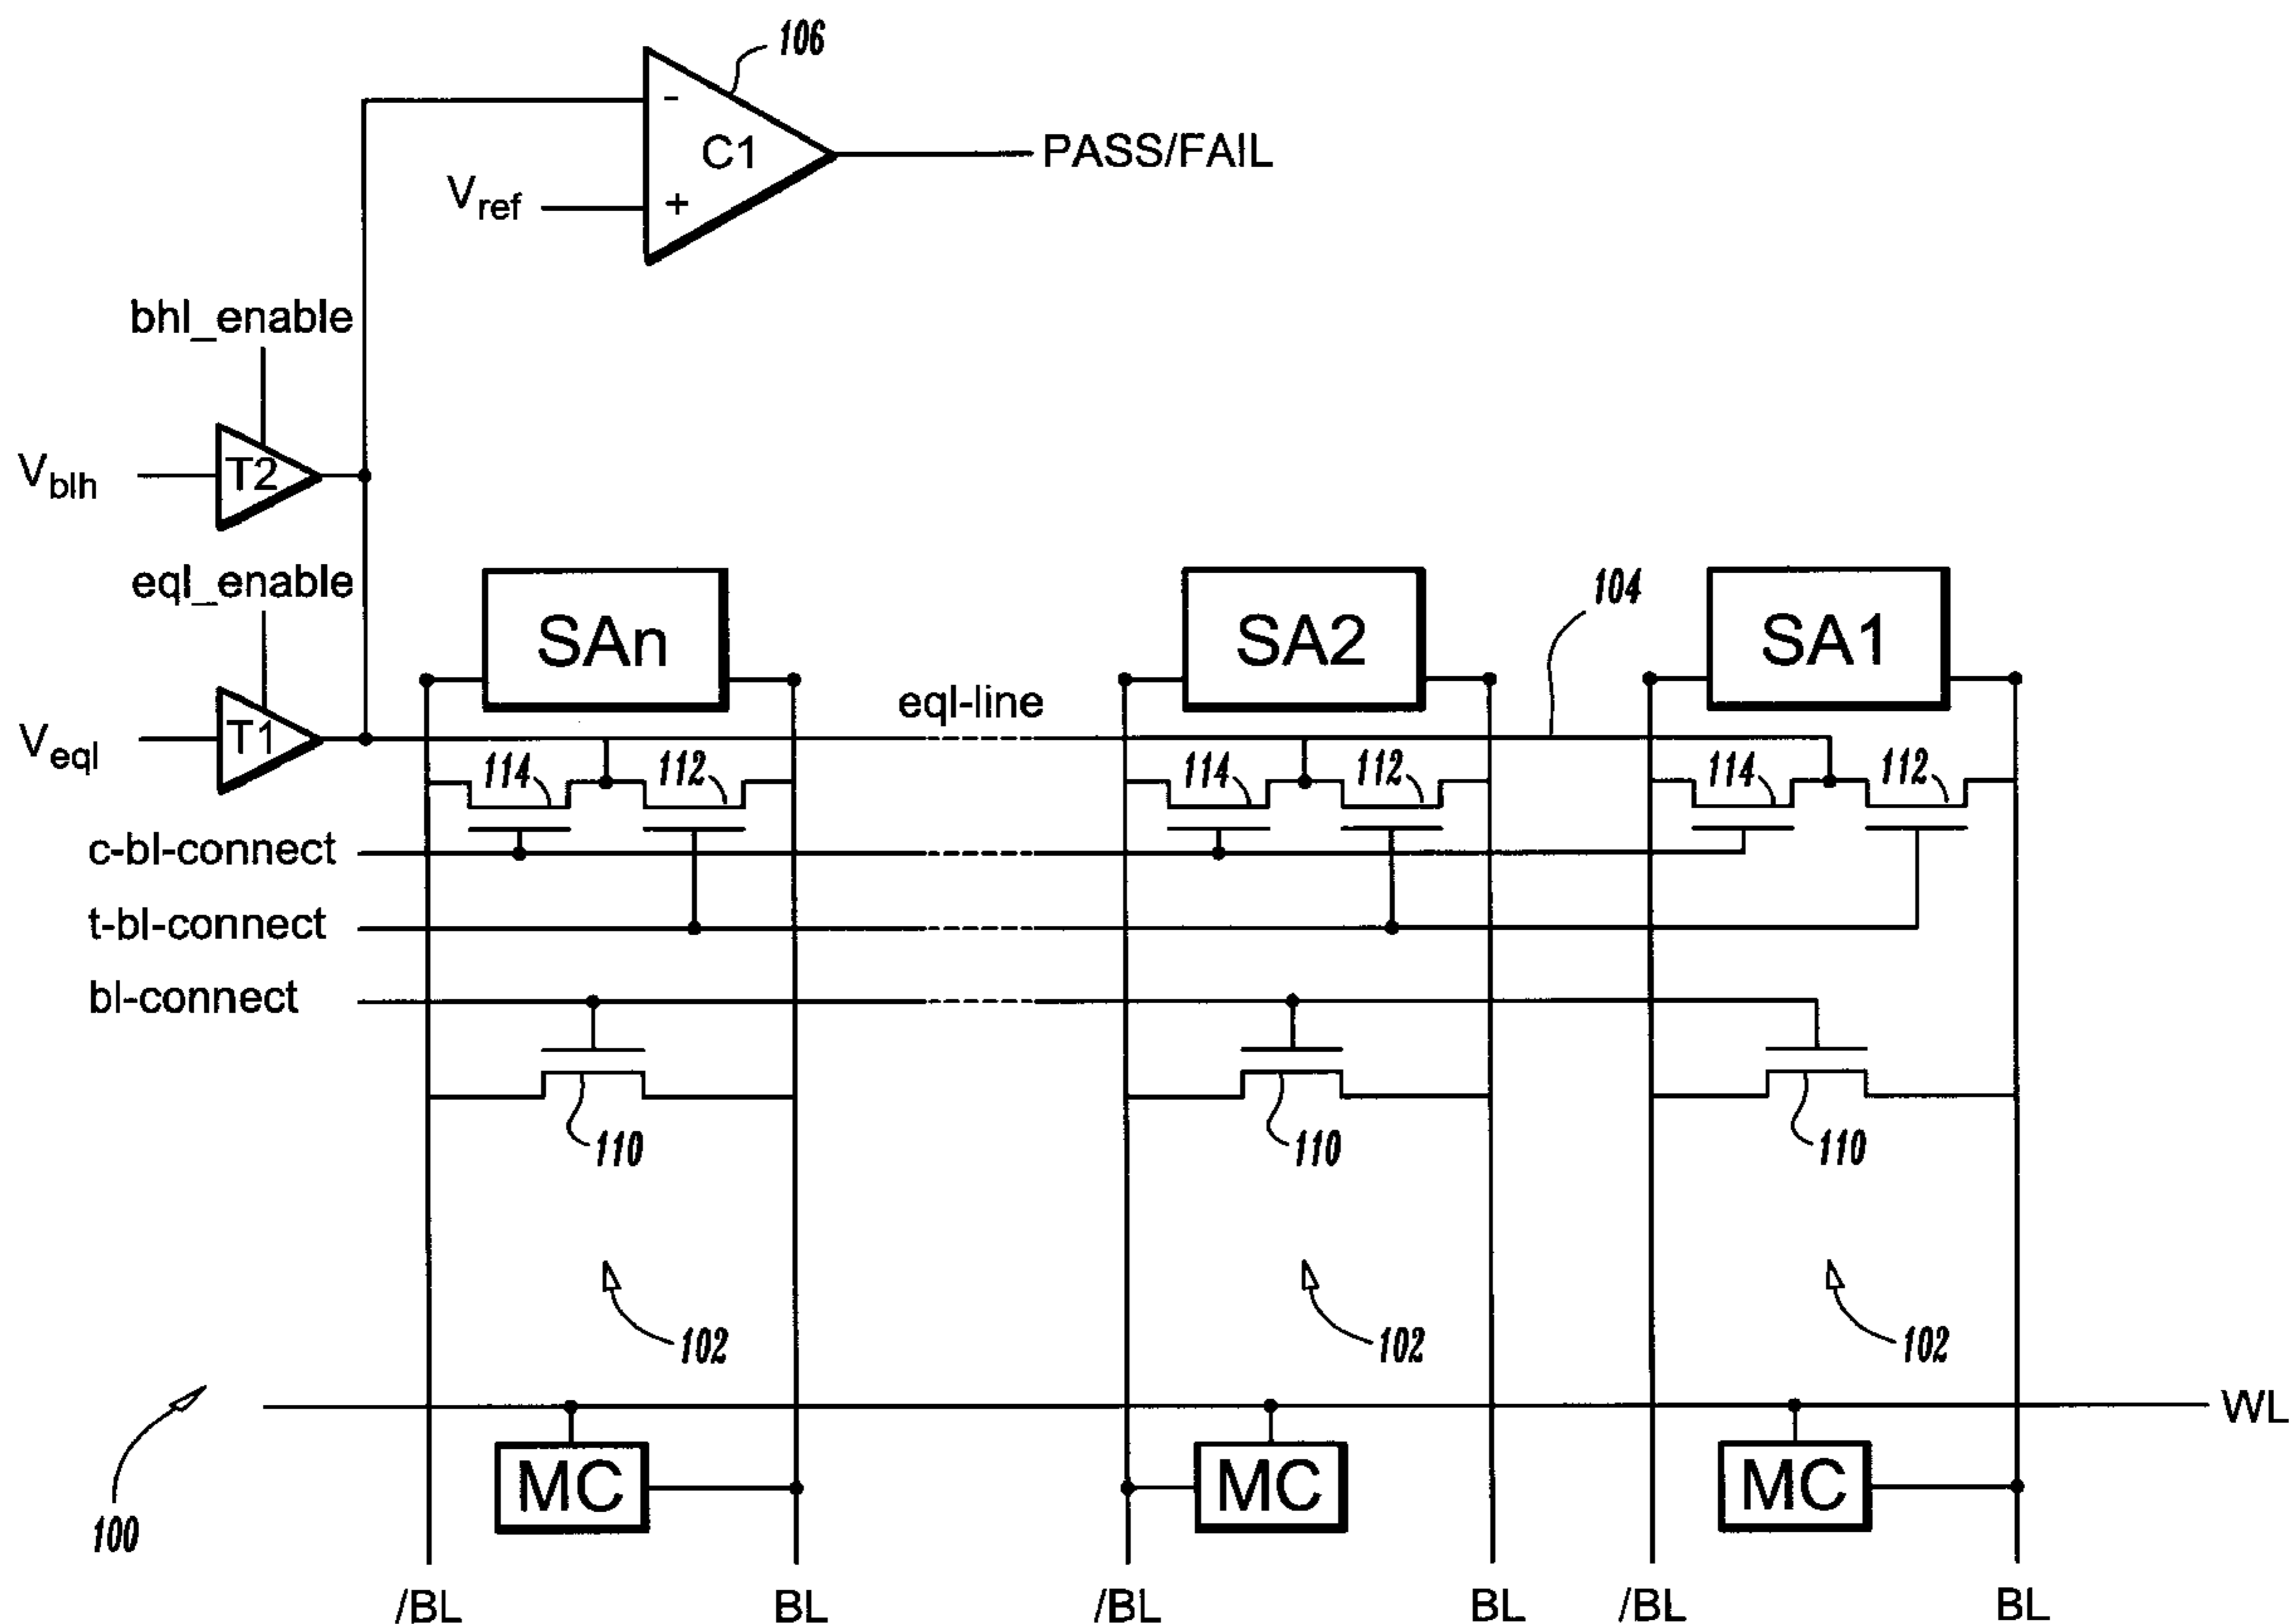 106
-
C1
PASS/FAIL
Vref
+
bhl_enable
T2
Vblh
eql_enable
SAn
SA2
104
SA1
eql-line
T1
Veql
114
112
114
112
114
112
c-bl-connect
t-bl-connect
bl-connect
110
110
110
102
102
102
WL
MC
MC
MC
100
/BL
BL
/BL
BL
/BL
BL